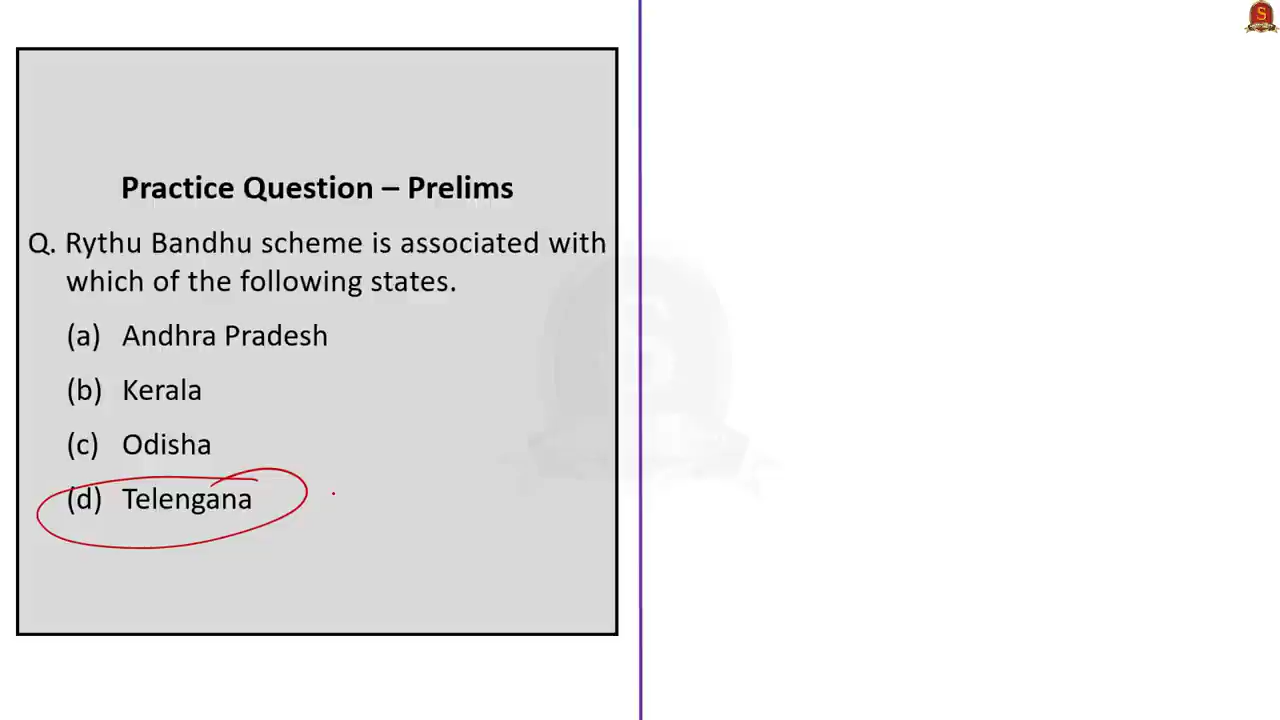 S
Practice Question – Prelims
Q. Rythu Bandhu scheme is associated with
which of the following states.
(a) Andhra Pradesh
(b) Kerala
(c) Odisha
(d) Telengana